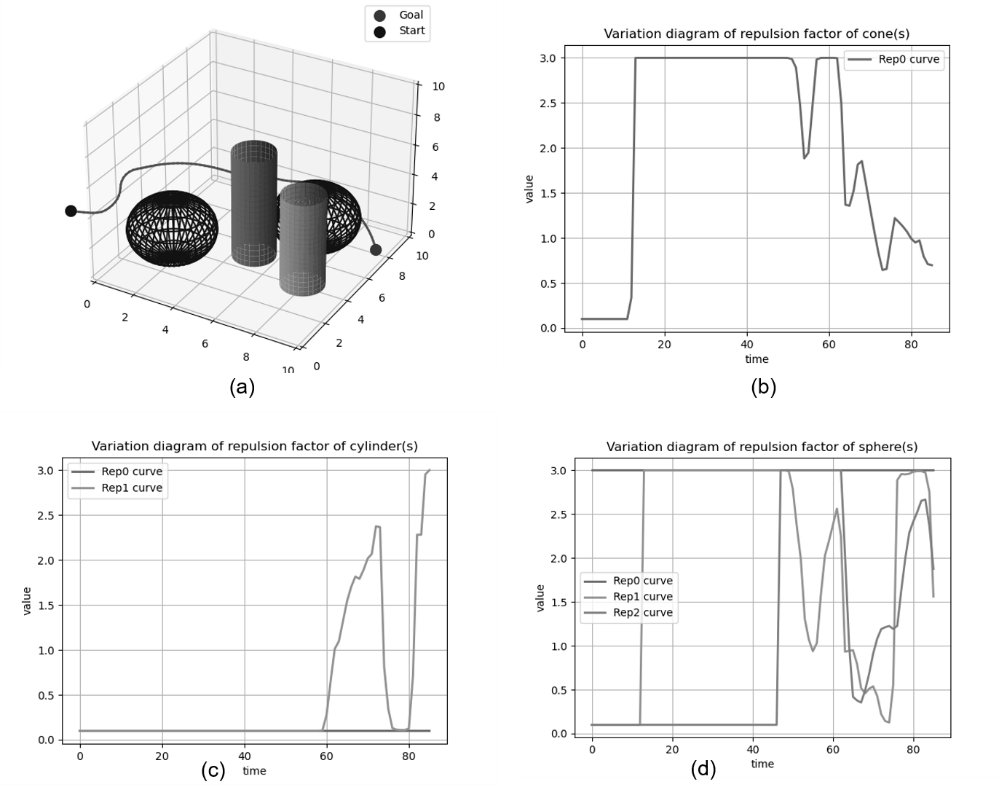 Goal
Start
10
8
6
4
2
0
0
2
4
6
8
10
0
2
4
6
8
10
(a)
Variation diagram of repulsion factor of cone(s)
Rep0 curve
3.0
2.5
2.0
1.5
1.0
0.5
0.0
value
0 20 40 60 80
time
(b)
Variation diagram of repulsion factor of cylinder(s)
Rep0 curve
Rep1 curve
3.0
2.5
2.0
1.5
1.0
0.5
0.0
value
0 20 40 60 80
time
(c)
Variation diagram of repulsion factor of sphere(s)
3.0
2.5
2.0
1.5
1.0
0.5
0.0
value
Rep0 curve
Rep1 curve
Rep2 curve
0 20 40 60 80
time
(d)